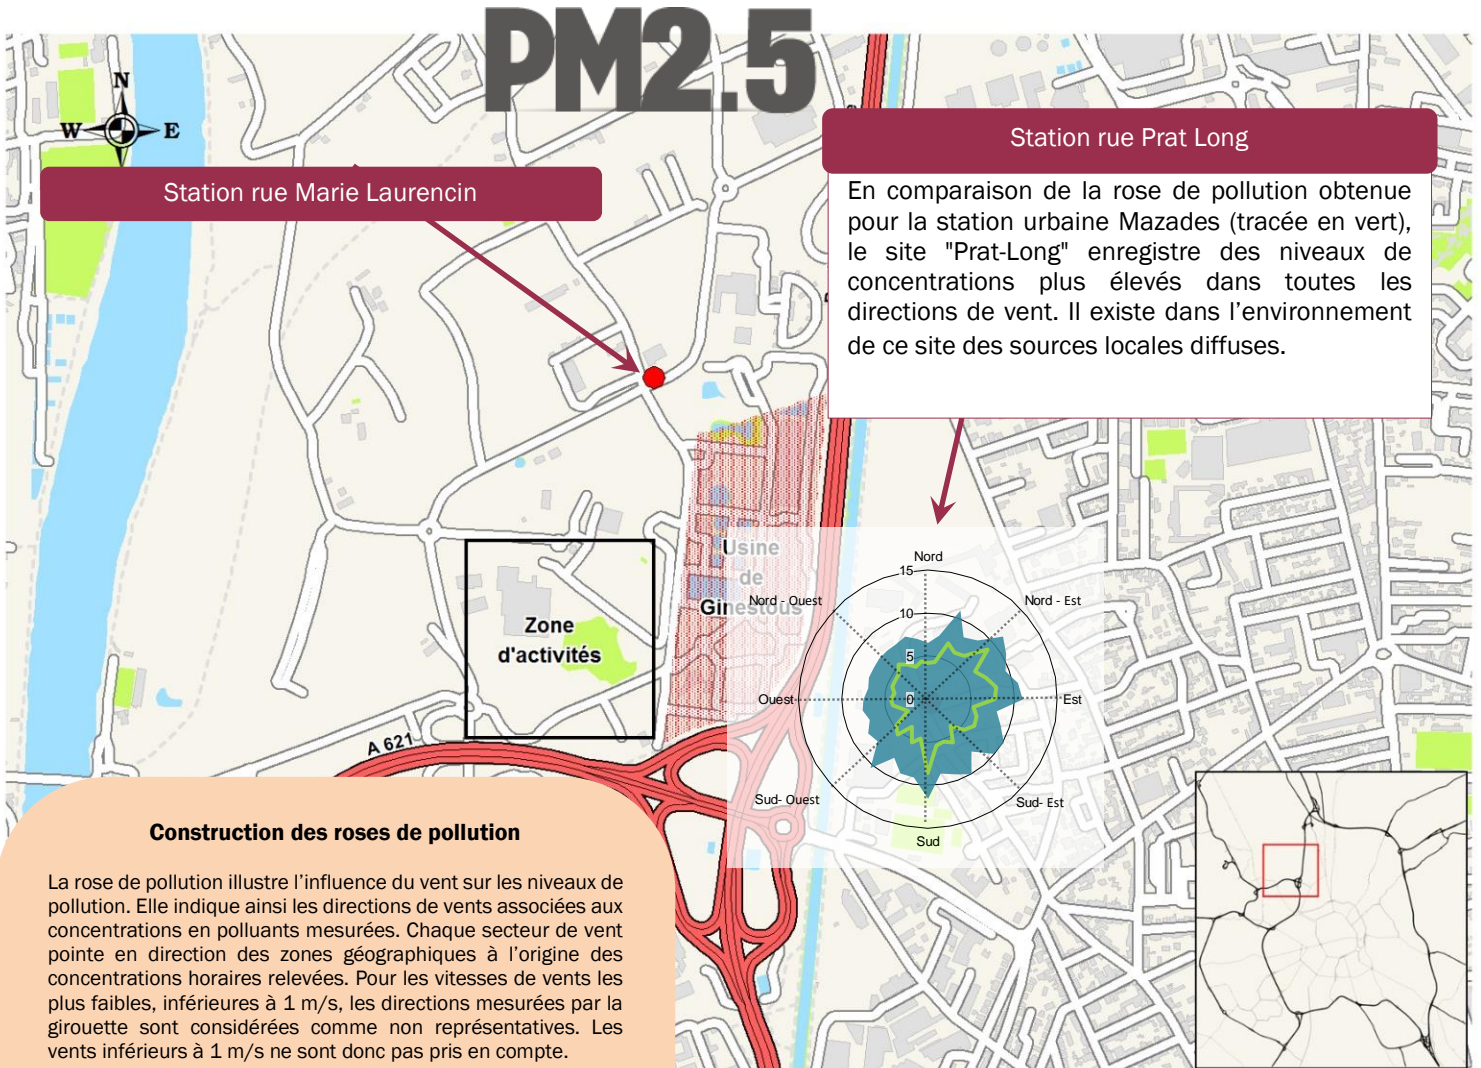 PM2.5
N
W
E
Station rue Marie Laurencin
Station rue Prat Long
En comparaison de la rose de pollution obtenue
pour la station urbaine Mazades (tracée en vert),
le site "Prat-Long" enregistre des niveaux de
concentrations plus élevés dans toutes les
directions de vent. Il existe dans l’environnement
de ce site des sources locales diffuses.
Usine
de
Ginestous
Zone
d'activités
A 621
Nord
15
Nord - Ouest
Nord - Est
10
5
Ouest
0
Est
Sud- Ouest
Sud- Est
Sud
Construction des roses de pollution
La rose de pollution illustre l’influence du vent sur les niveaux de
pollution. Elle indique ainsi les directions de vents associées aux
concentrations en polluants mesurées. Chaque secteur de vent
pointe en direction des zones géographiques à l’origine des
concentrations horaires relevées. Pour les vitesses de vents les
plus faibles, inférieures à 1 m/s, les directions mesurées par la
girouette sont considérées comme non représentatives. Les
vents inférieurs à 1 m/s ne sont donc pas pris en compte.